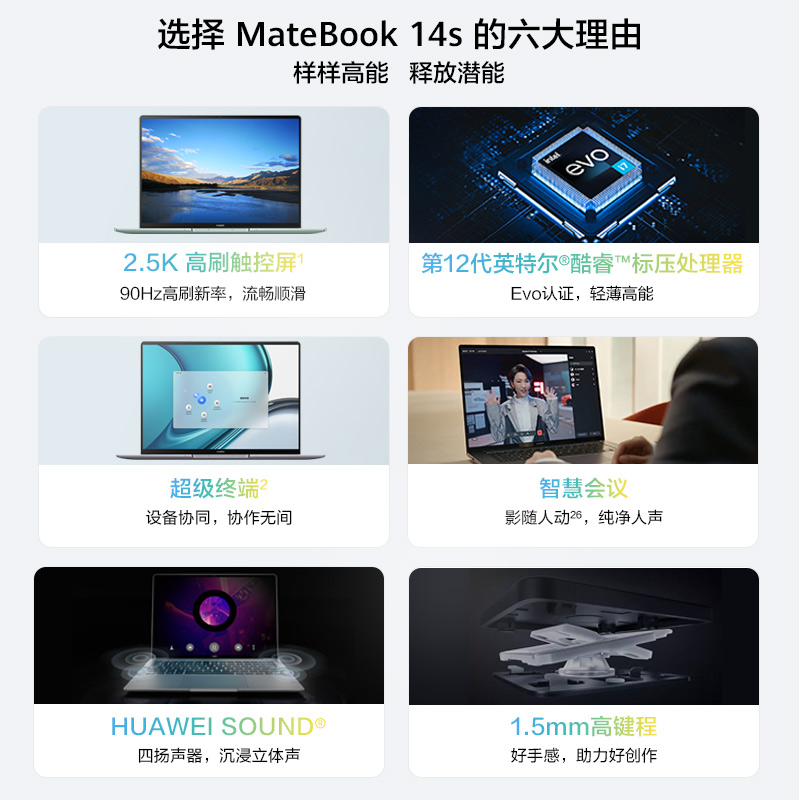 选择 MateBook 14s 的六大理由
样样高能 释放潜能
2.5K 高刷触控屏¹
90Hz高刷新率，流畅顺滑
intel
evo
i7
第12代英特尔®酷睿™标压处理器
Evo认证，轻薄高能
超级终端²
设备协同，协作无间
智慧会议
影随人动²⁶，纯净人声
HUAWEI SOUND®
四扬声器，沉浸立体声
1.5mm高键程
好手感，助力好创作